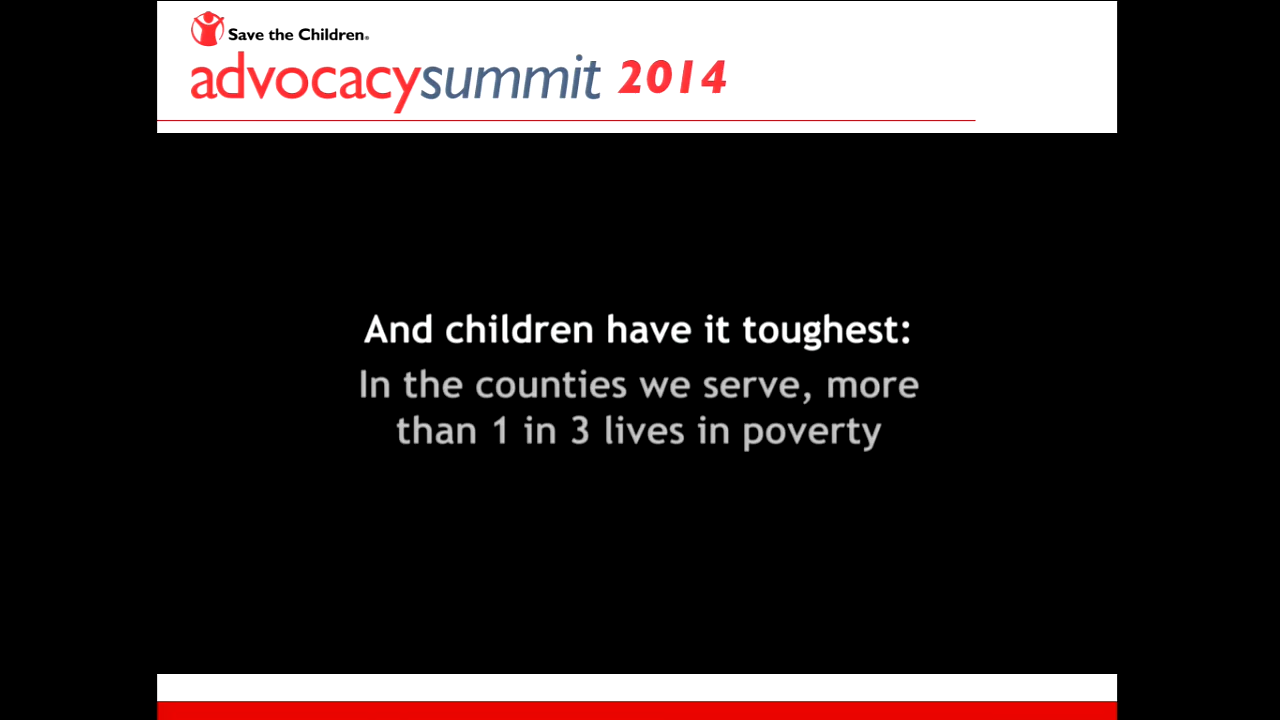 Save the Children®
advocacysummit 2014
And children have it toughest:
In the counties we serve, more
than 1 in 3 lives in poverty